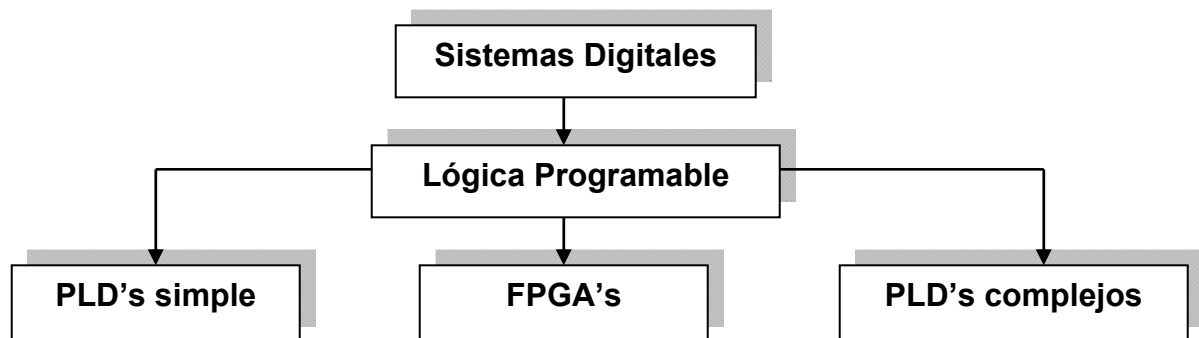 Sistemas Digitales
Lógica Programable
PLD’s simple
FPGA’s
PLD’s complejos